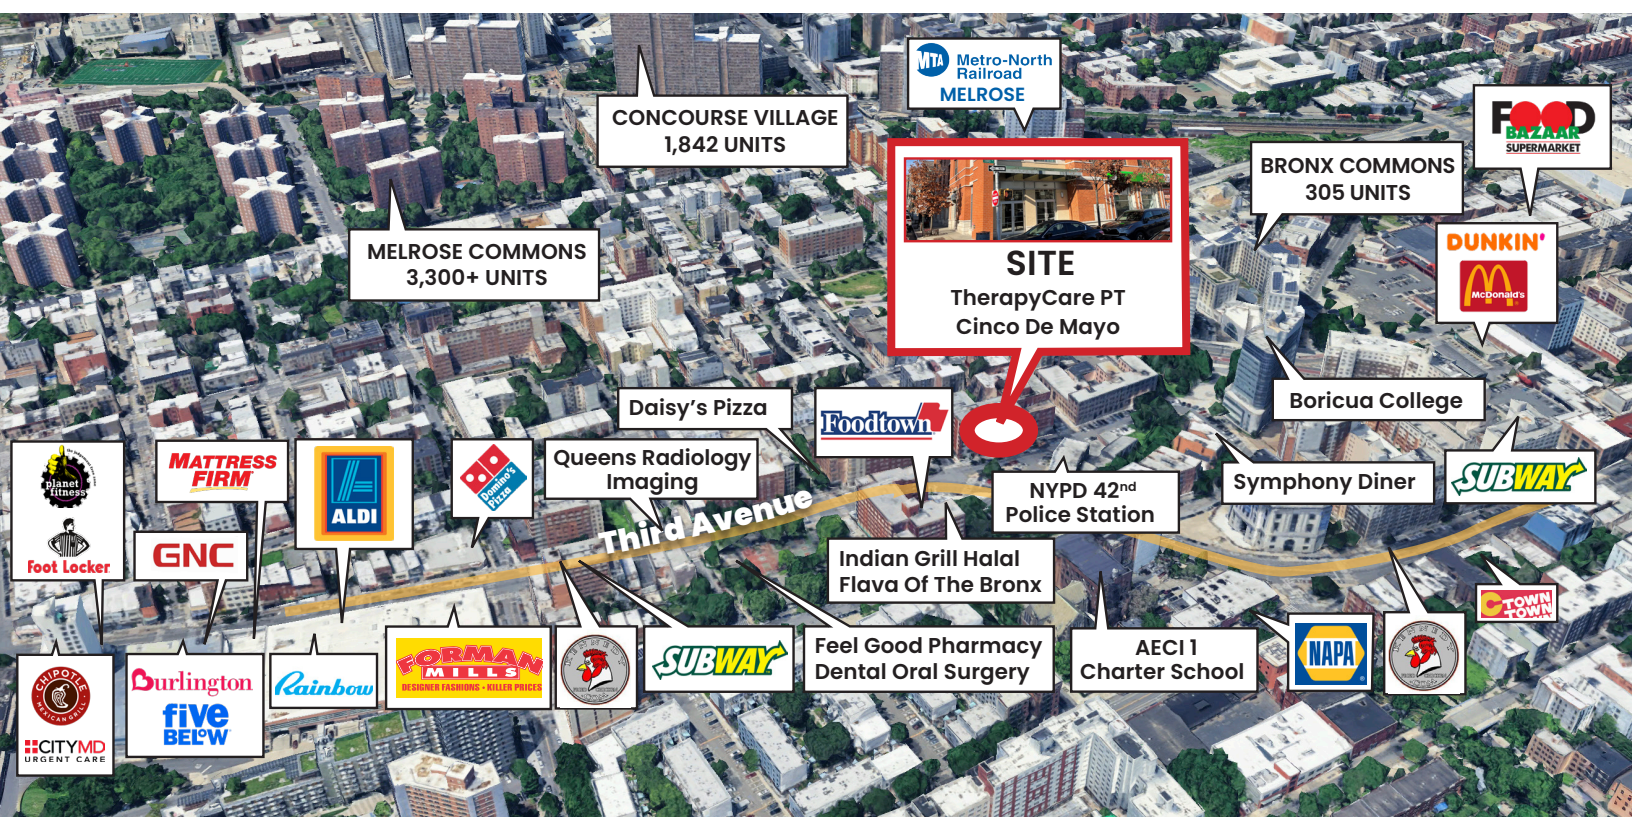 MTA
Metro-North
Railroad
MELROSE
CONCOURSE VILLAGE
1,842 UNITS
FOOD
BAZAAR
SUPERMARKET
BRONX COMMONS
305 UNITS
MELROSE COMMONS
3,300+ UNITS
SITE
TherapyCare PT
Cinco De Mayo
DUNKIN'
McDonald's
Boricua College
Daisy's Pizza
Foodtown
planet
fitness
Foot Locker
MATTRESS
FIRM
GNC
ALDI
Domino's
Pizza
Queens Radiology
Imaging
Third Avenue
NYPD 42nd
Police Station
Symphony Diner
SUBWAY
Indian Grill Halal
Flava Of The Bronx
CTOWN
TOWN
CHIPOTLE
MEXICAN GRILL
CITYMD
URGENT CARE
Burlington
five
BELOW
Rainbow
FORMAN
MILLS
DESIGNER FASHIONS • KILLER PRICES
KENNEDY
SUBWAY
Feel Good Pharmacy
Dental Oral Surgery
AECI 1
Charter School
NAPA
KENNEDY